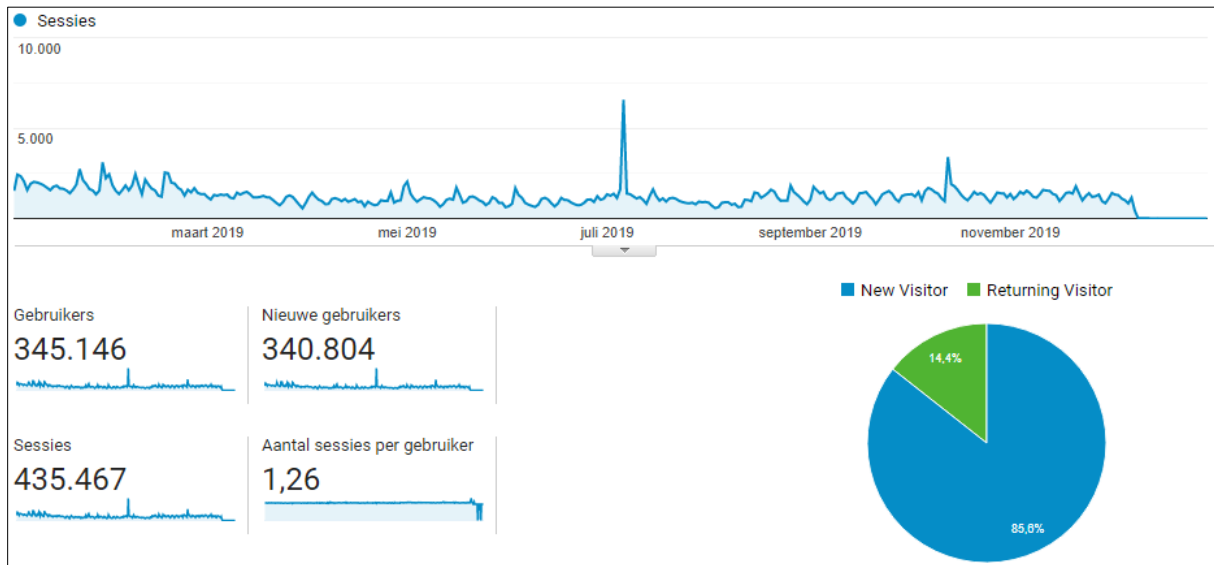 Sessies
10.000
5.000
maart 2019 mei 2019 juli 2019 september 2019 november 2019
New Visitor Returning Visitor
Gebruikers Nieuwe gebruikers
345.146 340.804
14,4%
Sessies Aantal sessies per gebruiker
435.467 1,26
85,6%